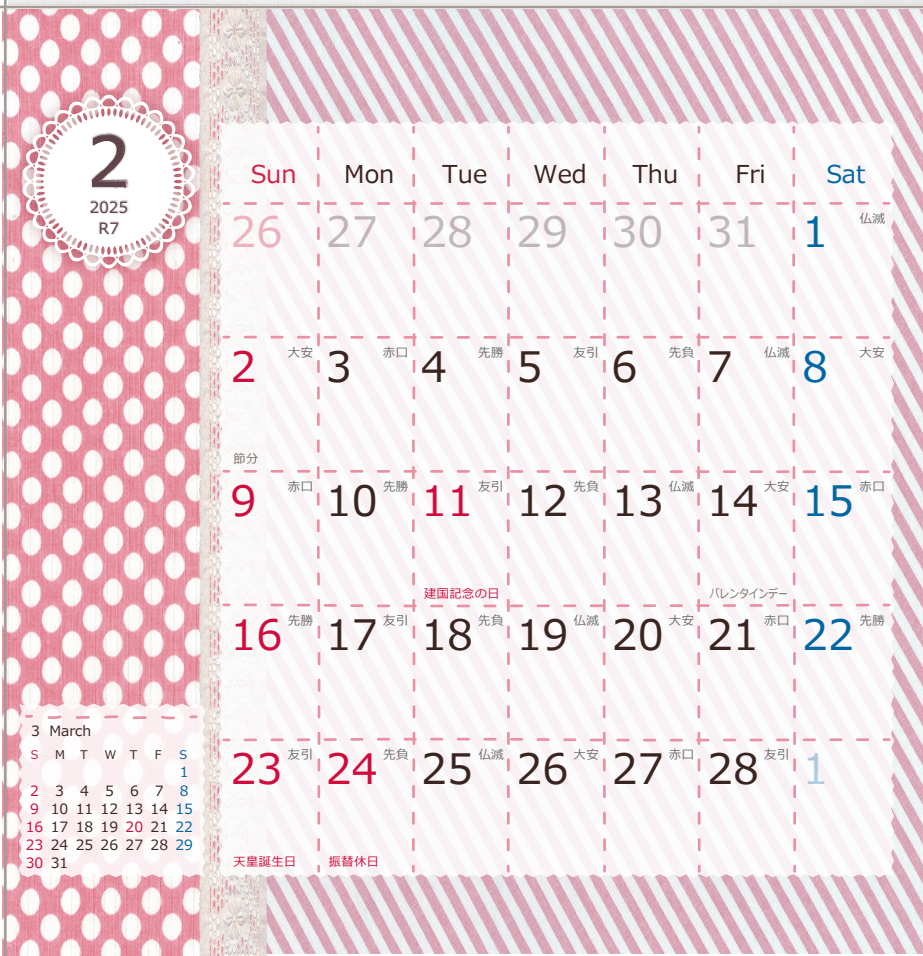 2
2025
R7
Sun Mon Tue Wed Thu Fri Sat
26 27 28 29 30 31 1 仏滅
2 大安 3 赤口 4 先勝 5 友引 6 先負 7 仏滅 8 大安
節分
9 赤口 10 先勝 11 友引 12 先負 13 仏滅 14 大安 15 赤口
建国記念の日 バレンタインデー
16 先勝 17 友引 18 先負 19 仏滅 20 大安 21 赤口 22 先勝
23 友引 24 先負 25 仏滅 26 大安 27 赤口 28 友引 1
天皇誕生日 振替休日
3 March
S M T W T F S
1
2 3 4 5 6 7 8
9 10 11 12 13 14 15
16 17 18 19 20 21 22
23 24 25 26 27 28 29
30 31